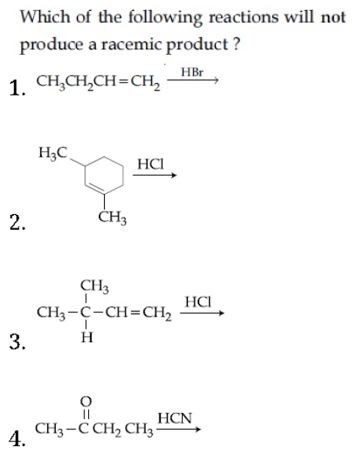 Which of the following reactions will not
produce a racemic product ?
1. CH₃CH₂CH=CH₂ HBr
H₃C
HCl
2. CH₃
CH₃
3. CH₃-C-CH=CH₂ HCl
H
O
4. CH₃-C CH₂ CH₃ HCN